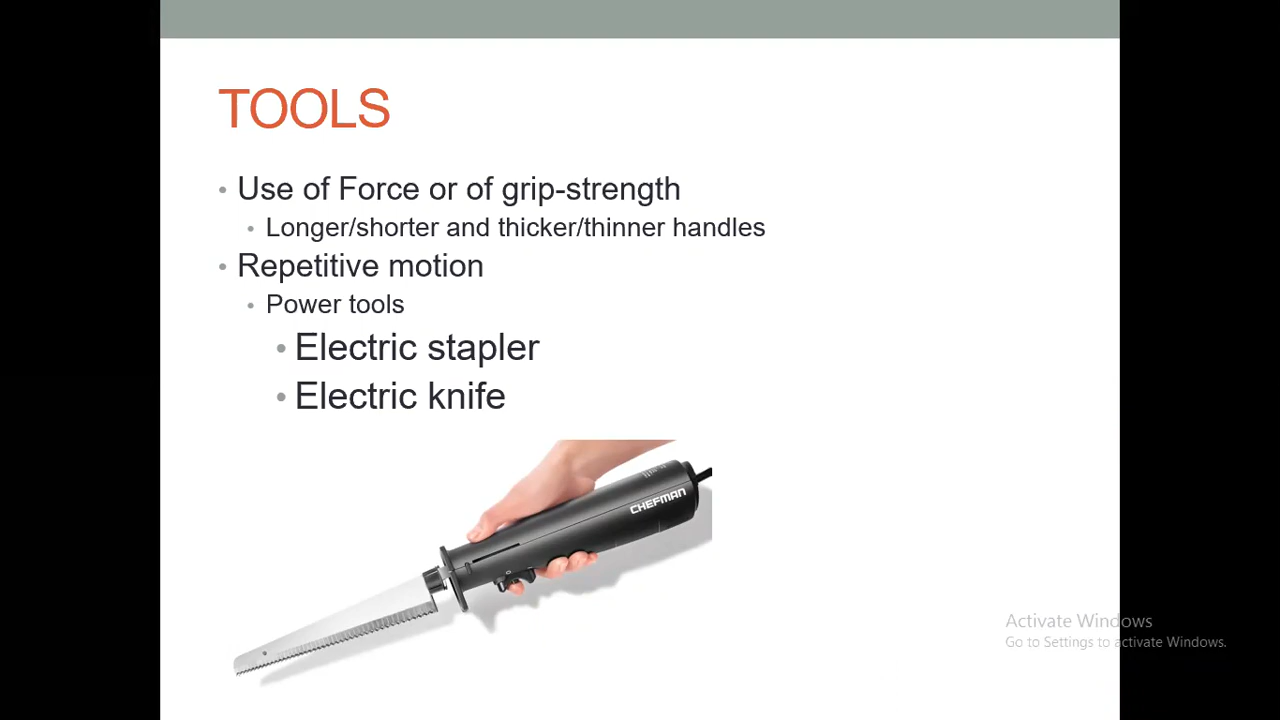 TOOLS
• Use of Force or of grip-strength
• Longer/shorter and thicker/thinner handles
• Repetitive motion
• Power tools
• Electric stapler
• Electric knife
CHEFMAN
Activate Windows
Go to Settings to activate Windows.